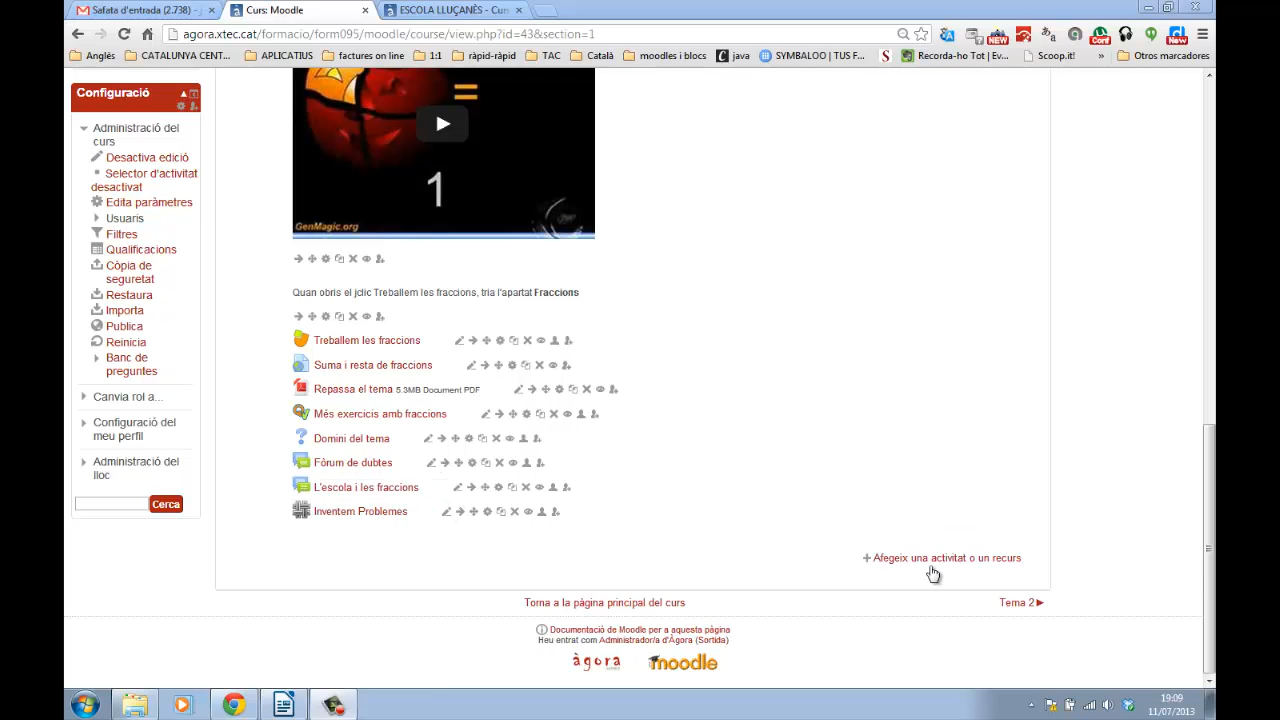 Safata d'entrada (2.738) -
Curs: Moodle
ESCOLA LLUÇANÈS - Cur
agora.xtec.cat/formacio/form095/moodle/course/view.php?id=43&section=1
Anglès
CATALUNYA CENT...
APLICATIUS
factures on line
1:1
ràpid-ràpid
TAC
Català
moodles i blocs
java
SYMBALOO | TUS F...
Recorda-ho Tot | Ev...
Scoop.it!
»
Altres marcadors
Configuració
Administració del
curs
Desactiva edició
Selector d'activitat
desactivat
Edita paràmetres
Usuaris
Filtres
Qualificacions
Còpia de
seguretat
Restaura
Importa
Publica
Reinicia
Banc de
preguntes
Canvia rol a...
Configuració del
meu perfil
Administració del
lloc
Cerca
=
1
GenMagic.org
Quan obris el jclic Treballem les fraccions, tria l'apartat Fraccions
Treballem les fraccions
Suma i resta de fraccions
Repassa el tema 5.3MB Document PDF
Més exercicis amb fraccions
Domini del tema
Fòrum de dubtes
L'escola i les fraccions
Inventem Problemes
Afegeix una activitat o un recurs
Torna a la pàgina principal del curs
Tema 2
Documentació de Moodle per a aquesta pàgina
Heu entrat com Administrador/a d'Àgora (Sortida)
àgora
moodle
19:09
11/07/2013